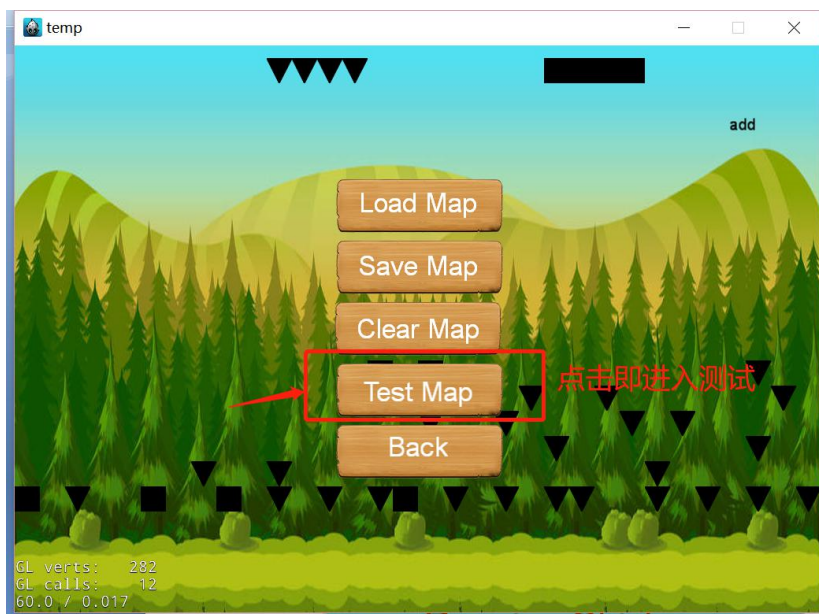 temp
add
Load Map
Save Map
Clear Map
Test Map
点击即进入测试
Back
GL verts: 282
GL calls: 12
60.0 / 0.017